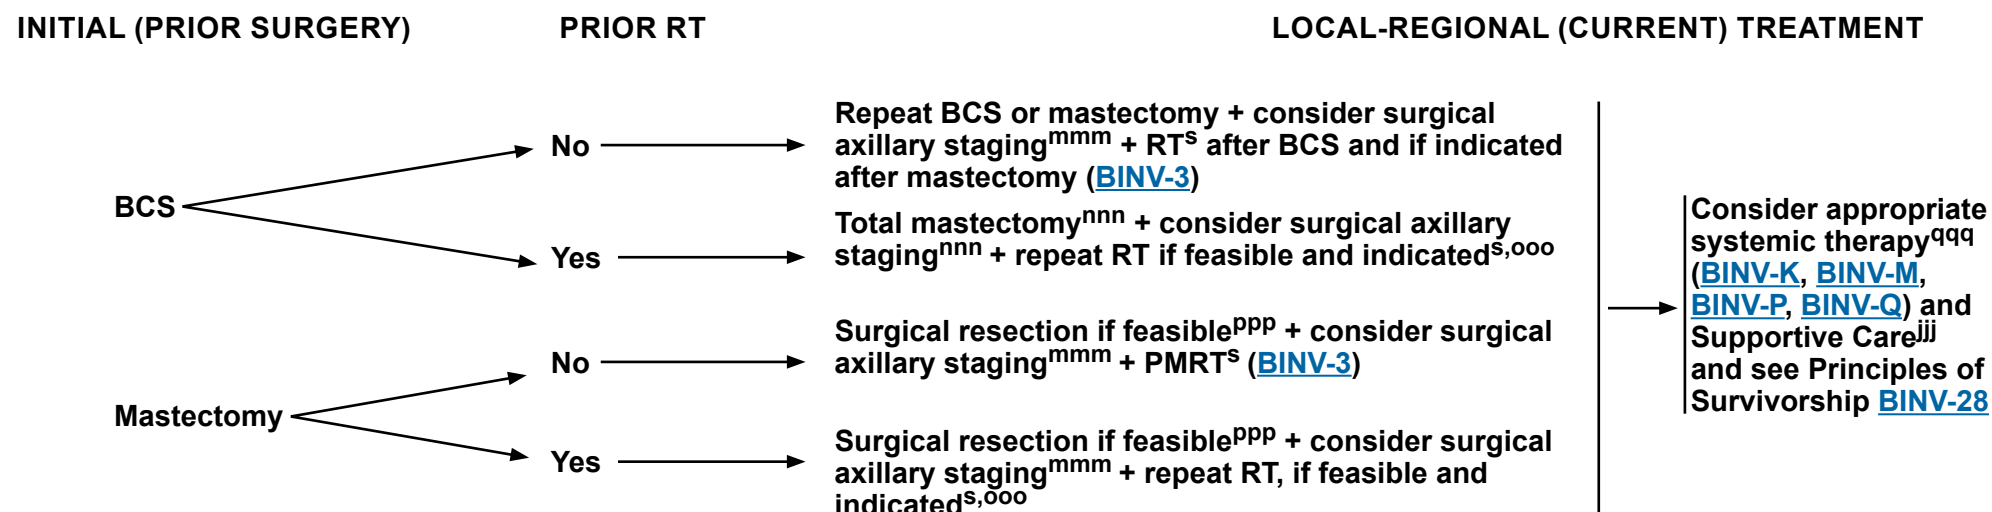 INITIAL (PRIOR SURGERY) PRIOR RT LOCAL-REGIONAL (CURRENT) TREATMENT
BCS
No
Repeat BCS or mastectomy + consider surgical
axillary stagingmmm + RTs after BCS and if indicated
after mastectomy (BINV-3)
Yes
Total mastectomynnn + consider surgical axillary
stagingnnn + repeat RT if feasible and indicateds,ooo
Mastectomy
No
Surgical resection if feasibleppp + consider surgical
axillary stagingmmm + PMRTs (BINV-3)
Yes
Surgical resection if feasibleppp + consider surgical
axillary stagingmmm + repeat RT, if feasible and
indicateds,ooo
Consider appropriate
systemic therapyqqq
(BINV-K, BINV-M,
BINV-P, BINV-Q) and
Supportive Carejjj
and see Principles of
Survivorship BINV-28